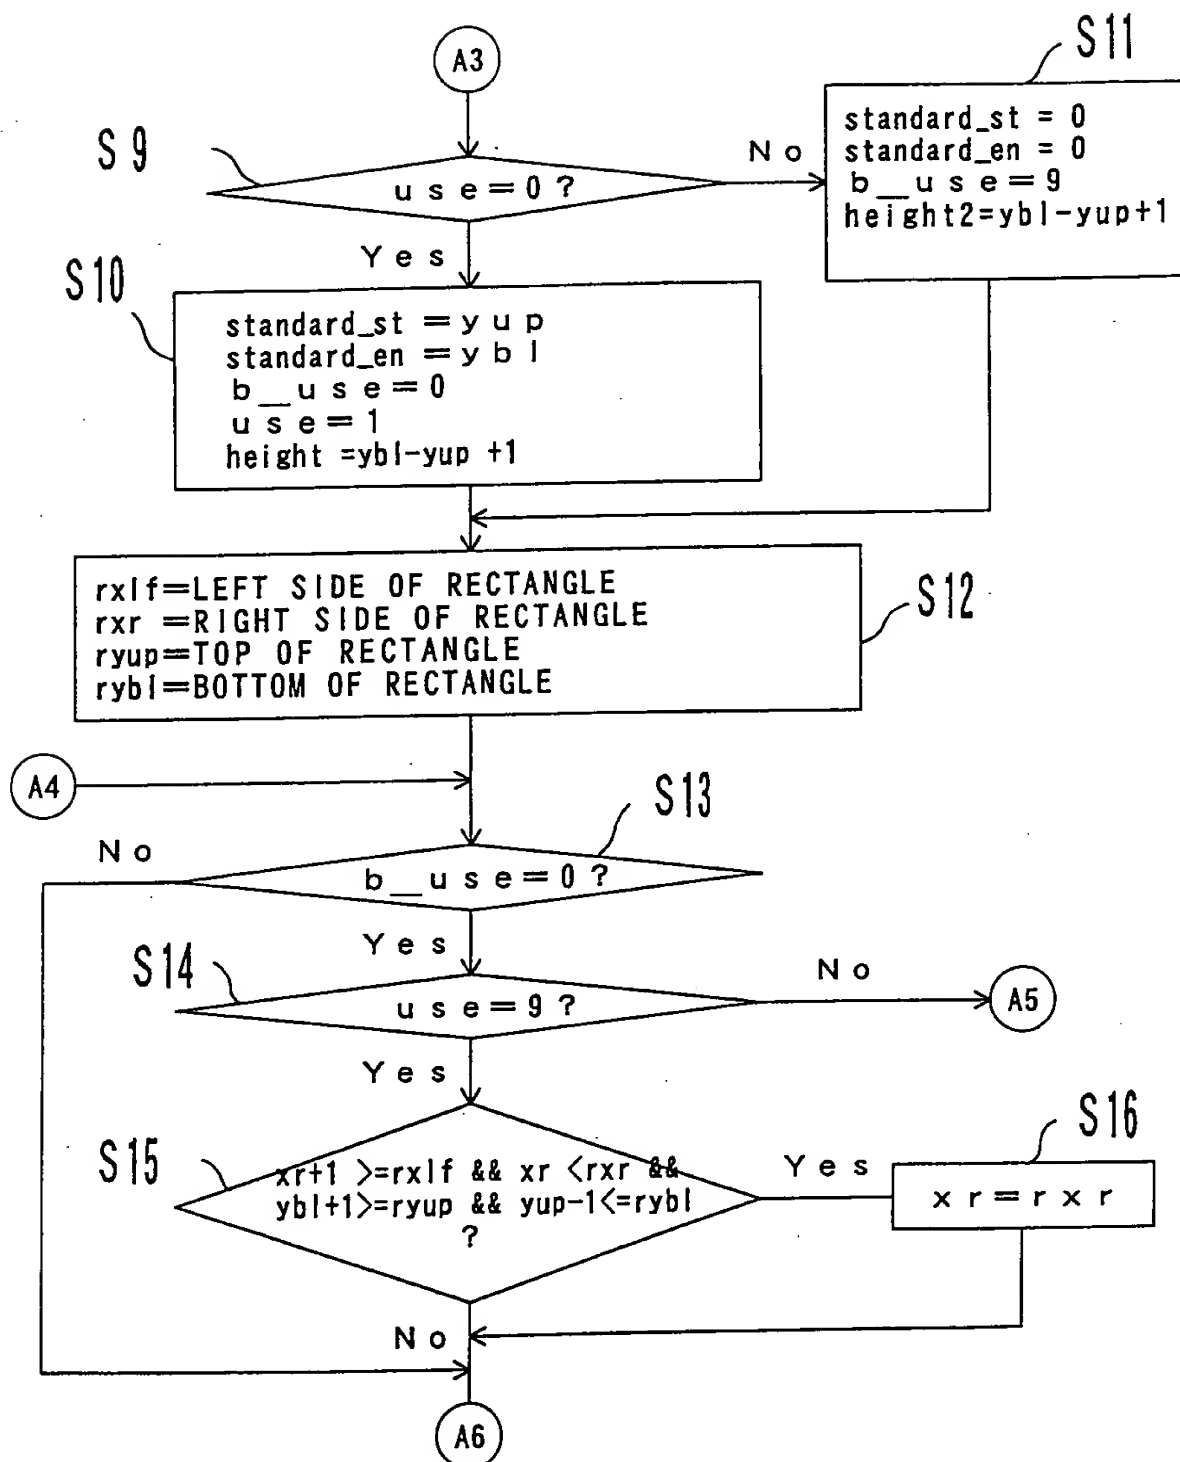 A3
S11
standard_st = 0
standard_en = 0
b__use=9
height2=ybl-yup+1
S9
use=0?
No
Yes
S10
standard_st =yup
standard_en =ybl
b__use=0
use=1
height =ybl-yup +1
rxlf=LEFT SIDE OF RECTANGLE
rxr =RIGHT SIDE OF RECTANGLE
ryup=TOP OF RECTANGLE
rybl=BOTTOM OF RECTANGLE
S12
A4
S13
No
b__use=0?
Yes
S14
use=9?
No
A5
Yes
S15
xr+1 >=rxlf && xr <rxr &&
ybl+1>=ryup && yup-1<=rybl
?
Yes
S16
xr=rxr
No
A6